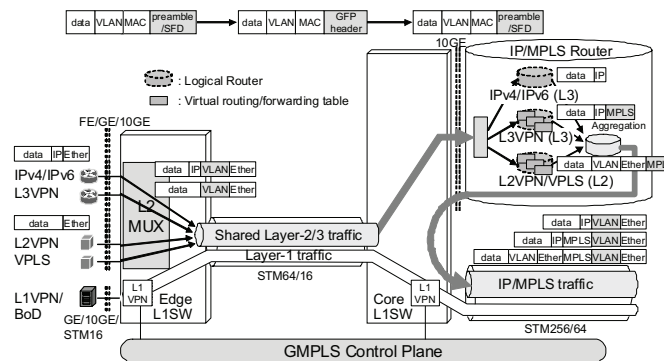 data VLAN MAC preamble /SFD
data VLAN MAC GFP header
data VLAN MAC preamble /SFD
10GE
IP/MPLS Router
: Logical Router
: Virtual routing/forwarding table
data IP
IPv4/IPv6 (L3)
data IP MPLS
L3VPN (L3)
Aggregation
L2VPN/VPLS (L2)
data VLAN Ether MPL
FE/GE/10GE
data IP Ether
IPv4/IPv6
L3VPN
data IP VLAN Ether
data VLAN Ether
L2
MUX
data Ether
L2VPN
VPLS
Shared Layer-2/3 traffic
Layer-1 traffic
STM64/16
data IP VLAN Ether
data IP MPLS VLAN Ether
data VLAN Ether MPLS VLAN Ether
IP/MPLS traffic
STM256/64
L1VPN/
BoD
GE/10GE/
STM16
L1
VPN
Edge
L1SW
Core
L1SW
L1
VPN
GMPLS Control Plane